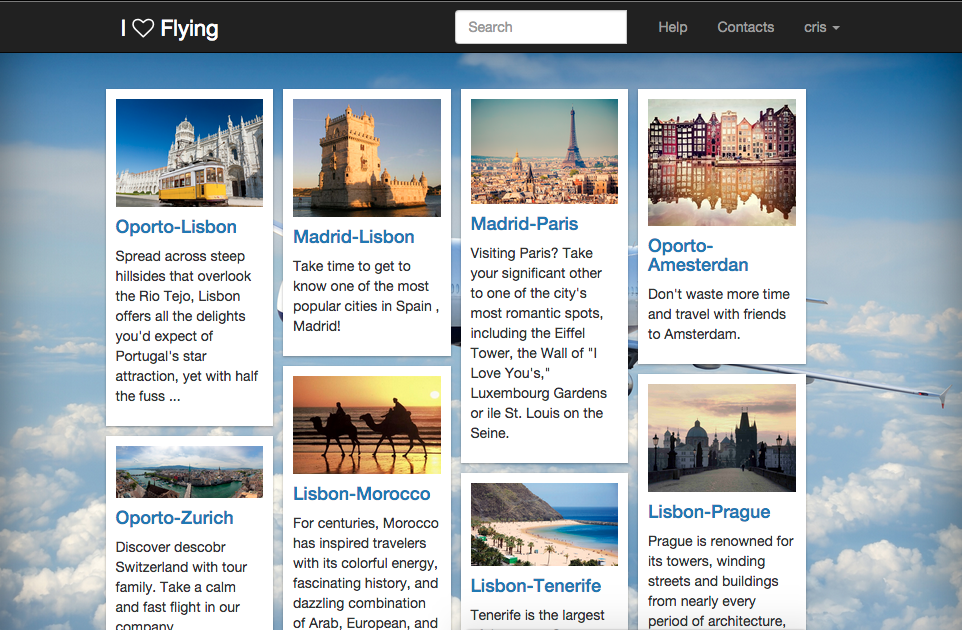 I ♡ Flying
Search
Help
Contacts
cris
Oporto-Lisbon
Spread across steep
hillsides that overlook
the Rio Tejo, Lisbon
offers all the delights
you'd expect of
Portugal's star
attraction, yet with half
the fuss ...
Oporto-Zurich
Discover descobr
Switzerland with tour
family. Take a calm
and fast flight in our
company
Madrid-Lisbon
Take time to get to
know one of the most
popular cities in Spain ,
Madrid!
Lisbon-Morocco
For centuries, Morocco
has inspired travelers
with its colorful energy,
fascinating history, and
dazzling combination
of Arab, European, and
Madrid-Paris
Visiting Paris? Take
your significant other
to one of the city's
most romantic spots,
including the Eiffel
Tower, the Wall of "I
Love You's,"
Luxembourg Gardens
or ile St. Louis on the
Seine.
Lisbon-Tenerife
Tenerife is the largest
Oporto-
Amesterdan
Don't waste more time
and travel with friends
to Amsterdam.
Lisbon-Prague
Prague is renowned for
its towers, winding
streets and buildings
from nearly every
period of architecture,